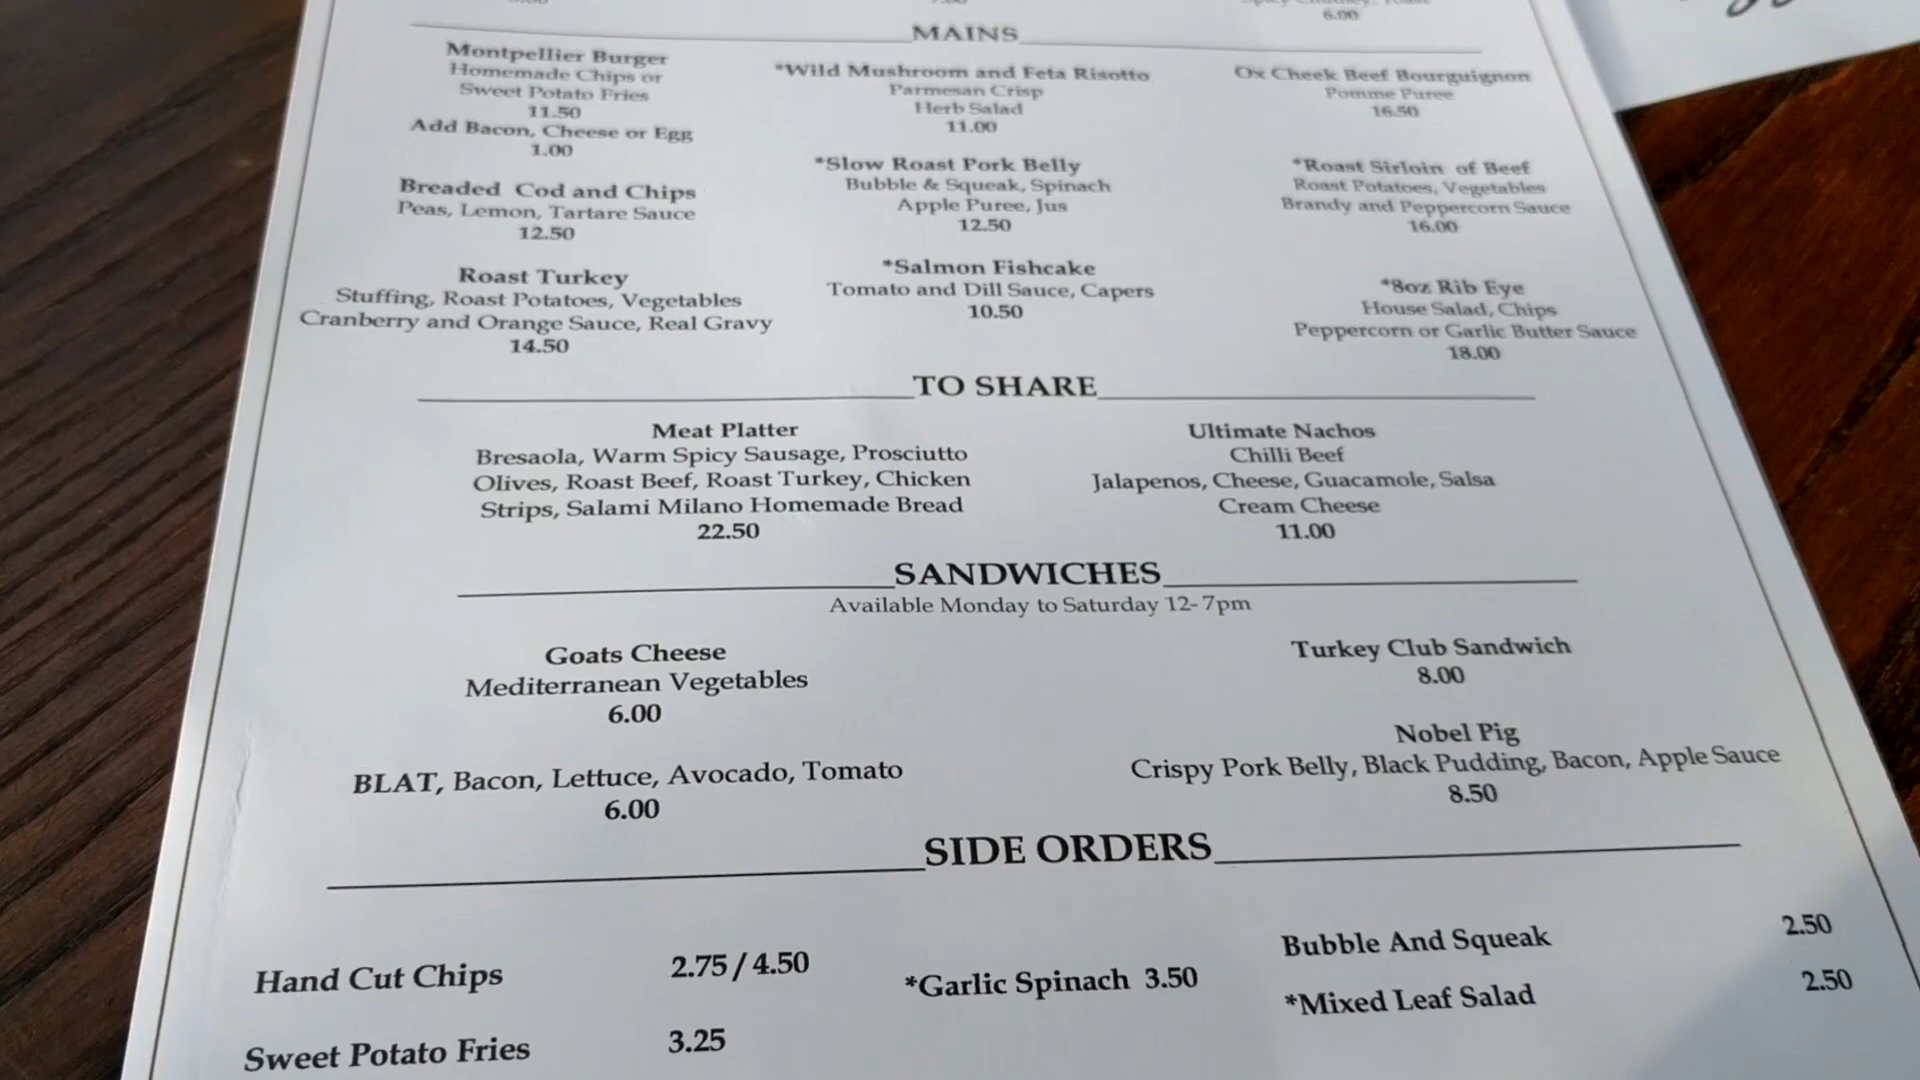 6.00
MAINS
Montpellier Burger
Homemade Chips or
Sweet Potato Fries
11.50
Add Bacon, Cheese or Egg
1.00
*Wild Mushroom and Feta Risotto
Parmesan Crisp
Herb Salad
11.00
Ox Cheek Beef Bourguignon
Pomme Puree
16.50
Breaded Cod and Chips
Peas, Lemon, Tartare Sauce
12.50
*Slow Roast Pork Belly
Bubble & Squeak, Spinach
Apple Puree, Jus
12.50
*Roast Sirloin of Beef
Roast Potatoes, Vegetables
Brandy and Peppercorn Sauce
16.00
Roast Turkey
Stuffing, Roast Potatoes, Vegetables
Cranberry and Orange Sauce, Real Gravy
14.50
*Salmon Fishcake
Tomato and Dill Sauce, Capers
10.50
*8oz Rib Eye
House Salad, Chips
Peppercorn or Garlic Butter Sauce
18.00
TO SHARE
Meat Platter
Bresaola, Warm Spicy Sausage, Prosciutto
Olives, Roast Beef, Roast Turkey, Chicken
Strips, Salami Milano Homemade Bread
22.50
Ultimate Nachos
Chilli Beef
Jalapenos, Cheese, Guacamole, Salsa
Cream Cheese
11.00
SANDWICHES
Available Monday to Saturday 12-7pm
Goats Cheese
Mediterranean Vegetables
6.00
Turkey Club Sandwich
8.00
BLAT, Bacon, Lettuce, Avocado, Tomato
6.00
Nobel Pig
Crispy Pork Belly, Black Pudding, Bacon, Apple Sauce
8.50
SIDE ORDERS
Hand Cut Chips 2.75 / 4.50
Sweet Potato Fries 3.25
*Garlic Spinach 3.50
Bubble And Squeak 2.50
*Mixed Leaf Salad 2.50